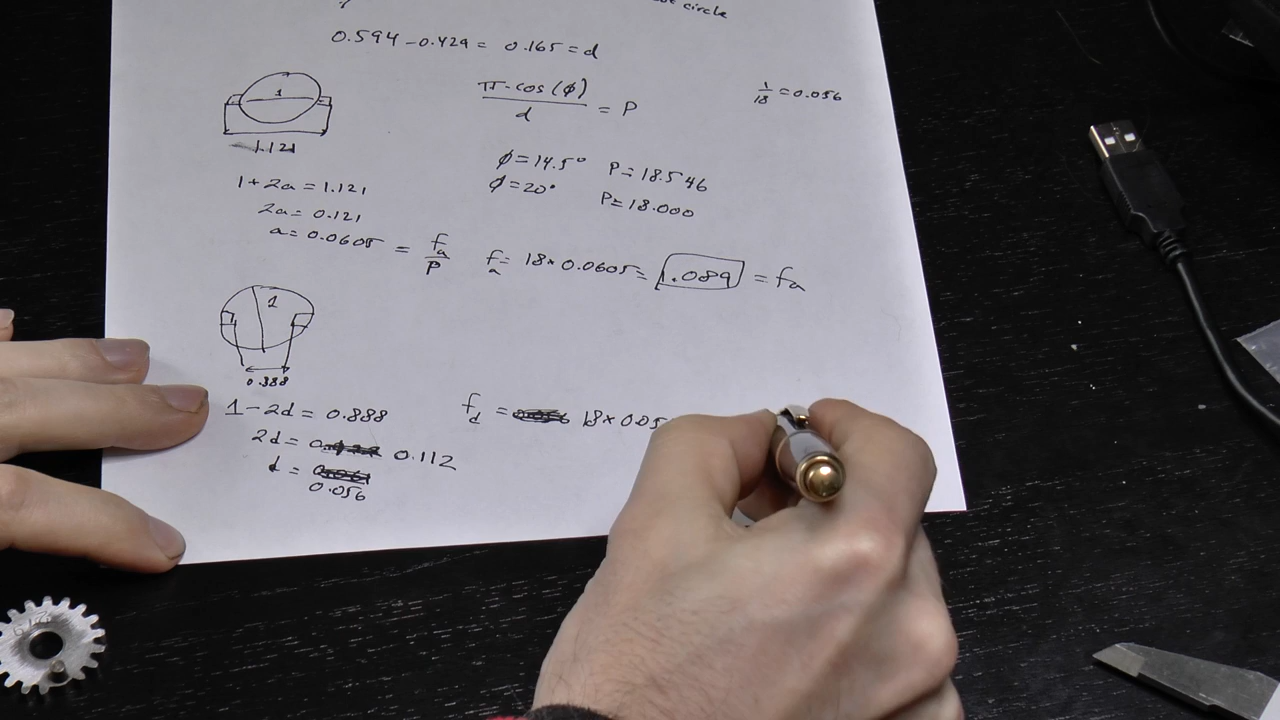 circle
0.594 - 0.429 = 0.165 = d
1
1.121
π·cos(φ)
d
= P
1/18 = 0.056
φ = 14.5° P = 18.546
φ = 20° P = 18.000
1 + 2a = 1.121
2a = 0.121
a = 0.0605 = fa/P fa = 18 × 0.0605 = 1.089 = fa
1
0.888
1 - 2d = 0.888
2d = 0.112
d =
0.056
fd = 18 × 0.05